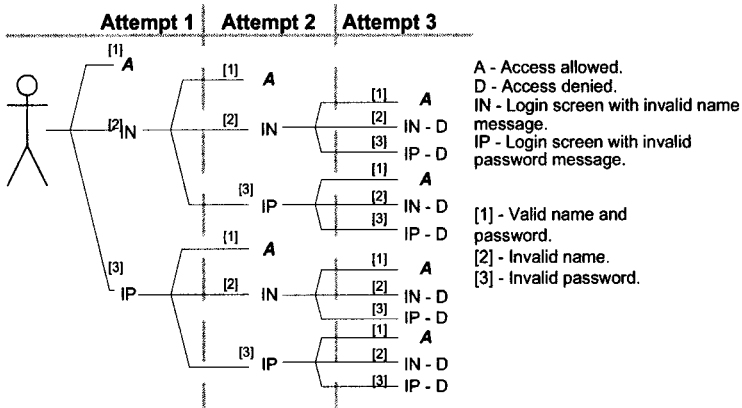 Attempt 1 Attempt 2 Attempt 3
[1] A
[1] A
[1] A
[2] IN [2] IN [2] IN - D
[3] IP - D
[1] A
[3] IP [2] IN - D
[3] IP - D
[1] A
[3] IP [2] IN [1] A
[2] IN - D
[3] IP - D
[1] A
[3] IP [2] IN - D
[3] IP - D
A - Access allowed.
D - Access denied.
IN - Login screen with invalid name
message.
IP - Login screen with invalid
password message.
[1] - Valid name and
password.
[2] - Invalid name.
[3] - Invalid password.